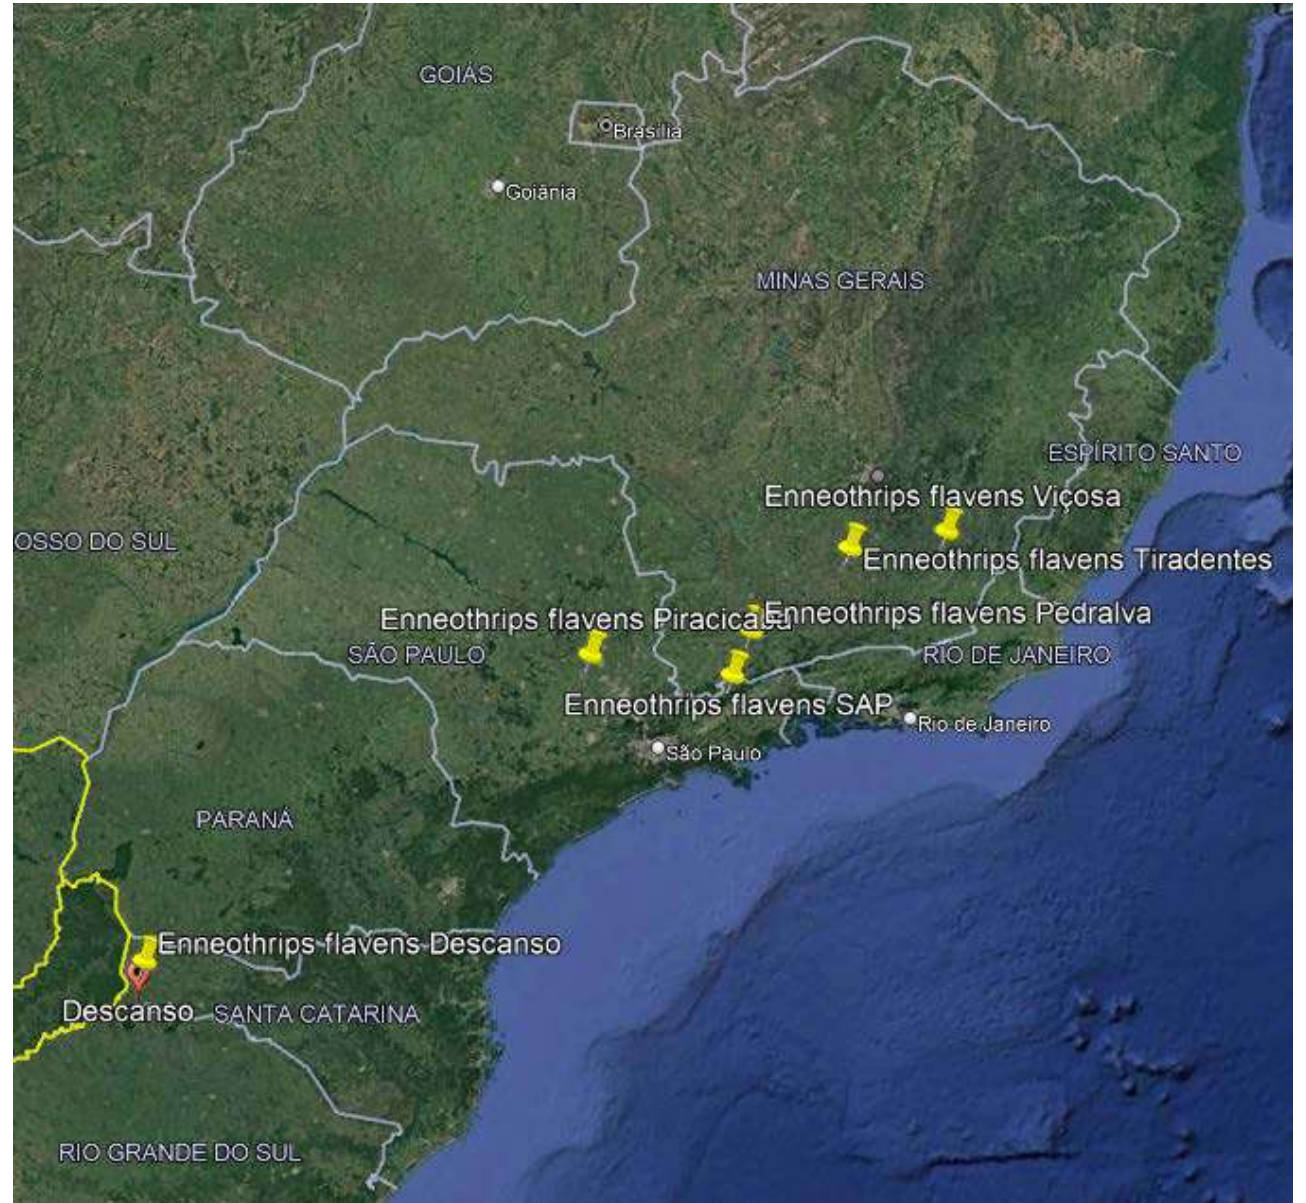 GOIÁS
Brasília
Goiânia
MINAS GERAIS
ESPÍRITO SANTO
Enneothrips flavens Viçosa
OSSO DO SUL
Enneothrips flavens Tiradentes
Enneothrips flavens Piracicaba
Enneothrips flavens Pedralva
SÃO PAULO
RIO DE JANEIRO
Enneothrips flavens SAP
Rio de Janeiro
São Paulo
PARANÁ
Enneothrips flavens Descanso
Descanso
SANTA CATARINA
RIO GRANDE DO SUL